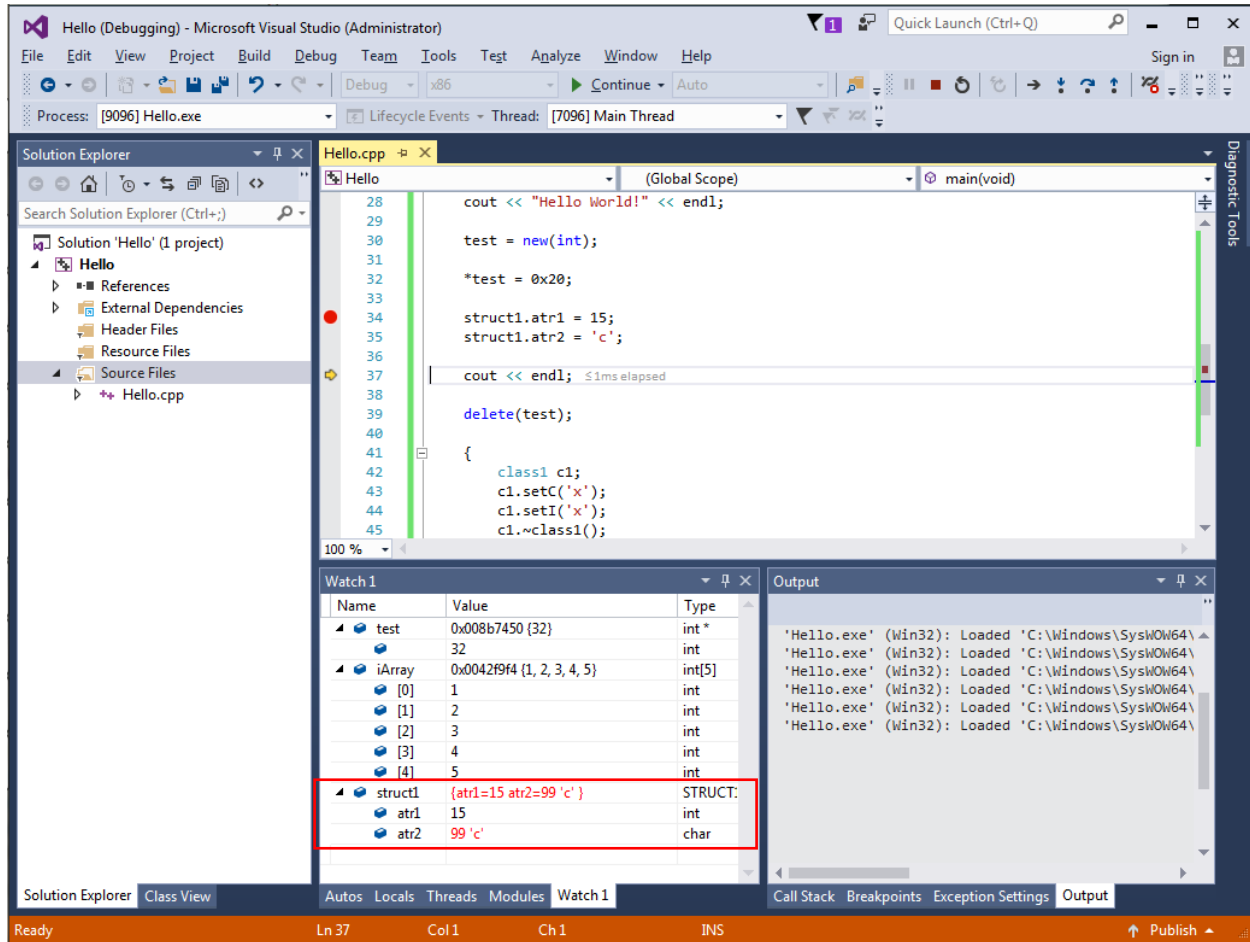 Hello (Debugging) - Microsoft Visual Studio (Administrator)
1
Quick Launch (Ctrl+Q)
File Edit View Project Build Debug Team Tools Test Analyze Window Help
Sign in
Debug x86 Continue Auto
Process: [9096] Hello.exe Lifecycle Events Thread: [7096] Main Thread
Solution Explorer
Search Solution Explorer (Ctrl+;)
Solution 'Hello' (1 project)
Hello
References
External Dependencies
Header Files
Resource Files
Source Files
Hello.cpp
Solution Explorer Class View
Hello.cpp
Hello (Global Scope) main(void)
28 cout << "Hello World!" << endl;
29
30 test = new(int);
31
32 *test = 0x20;
33
34 struct1.atr1 = 15;
35 struct1.atr2 = 'c';
36
37 cout << endl; ≤1ms elapsed
38
39 delete(test);
40
41 {
42 class1 c1;
43 c1.setC('x');
44 c1.setI('x');
45 c1.~class1();
100 %
Diagnostic Tools
Watch 1
Name Value Type
test 0x008b7450 {32} int *
32 int
iArray 0x0042f9f4 {1, 2, 3, 4, 5} int[5]
[0] 1 int
[1] 2 int
[2] 3 int
[3] 4 int
[4] 5 int
struct1 {atr1=15 atr2=99 'c' } STRUCT1
atr1 15 int
atr2 99 'c' char
Autos Locals Threads Modules Watch 1
Output
'Hello.exe' (Win32): Loaded 'C:\Windows\SysWOW64\
'Hello.exe' (Win32): Loaded 'C:\Windows\SysWOW64\
'Hello.exe' (Win32): Loaded 'C:\Windows\SysWOW64\
'Hello.exe' (Win32): Loaded 'C:\Windows\SysWOW64\
'Hello.exe' (Win32): Loaded 'C:\Windows\SysWOW64\
'Hello.exe' (Win32): Loaded 'C:\Windows\SysWOW64\
Call Stack Breakpoints Exception Settings Output
Ready Ln 37 Col 1 Ch 1 INS Publish